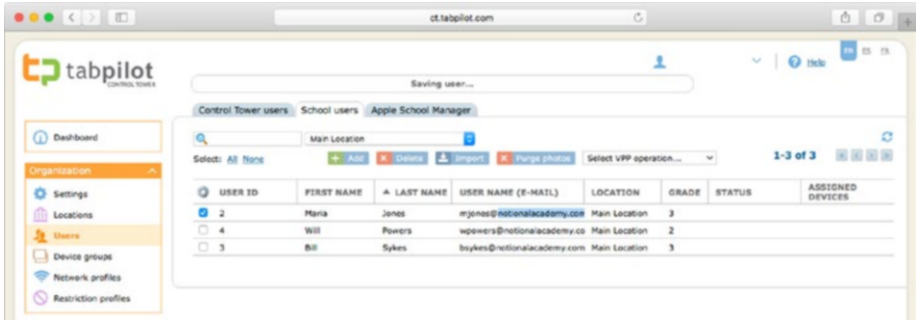 ct.tabpilot.com
tabpilot
CONTROL TOWER
Help
EN ES
Saving user...
Control Tower users School users Apple School Manager
Dashboard
Main Location
Select: All None
Add Delete Import Purge photos Select VPP operation...
1-3 of 3
Organization
USER ID FIRST NAME LAST NAME USER NAME (E-MAIL) LOCATION GRADE STATUS ASSIGNED DEVICES
Settings
2 Maria Jones mjones@notionalacademy.com Main Location 3
Locations
4 Will Powers wpowers@notionalacademy.co Main Location 2
Users
3 Bill Sykes bsykes@notionalacademy.com Main Location 3
Device groups
Network profiles
Restriction profiles